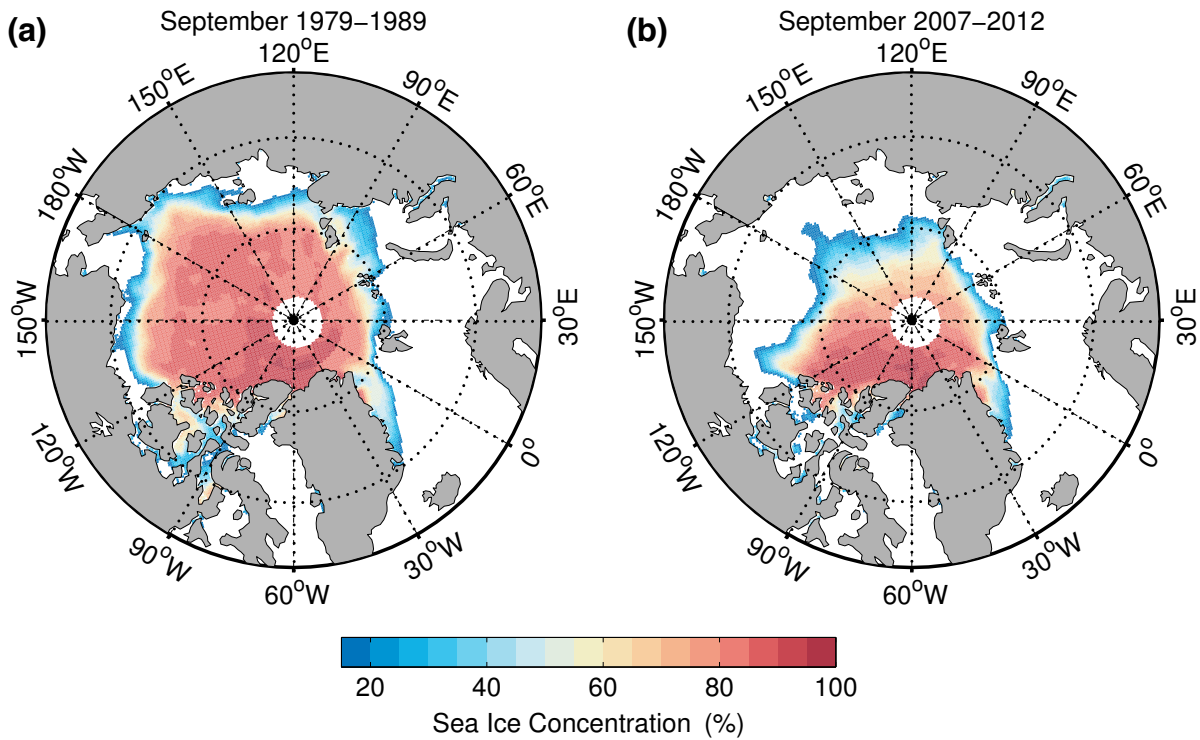 (a)
September 1979−1989
120°E
150°E
90°E
180°W
60°E
150°W
30°E
120°W
0°
90°W
30°W
60°W
(b)
September 2007−2012
120°E
150°E
90°E
180°W
60°E
150°W
30°E
120°W
0°
90°W
30°W
60°W
20 40 60 80 100
Sea Ice Concentration (%)